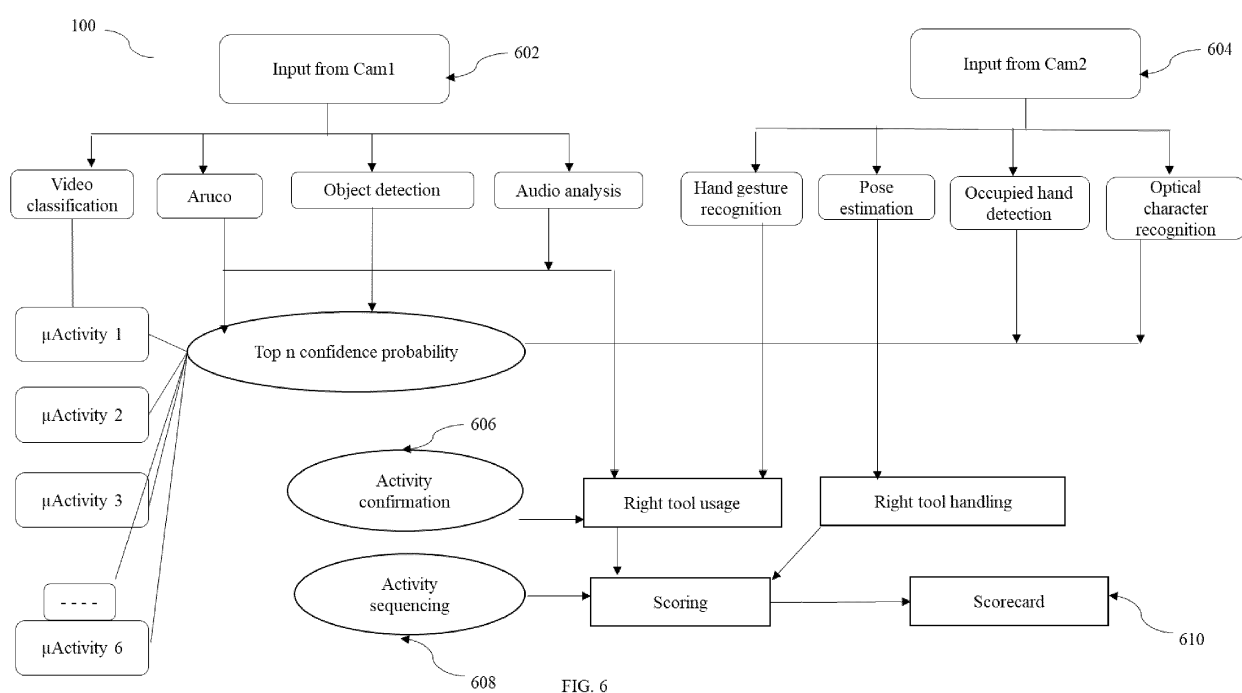 100
Input from Cam1
602
Input from Cam2
604
Video
classification
Aruco
Object detection
Audio analysis
Hand gesture
recognition
Pose
estimation
Occupied hand
detection
Optical
character
recognition
μActivity 1
Top n confidence probability
μActivity 2
606
μActivity 3
Activity
confirmation
Right tool usage
Right tool handling
- - - -
Activity
sequencing
Scoring
Scorecard
μActivity 6
610
608
FIG. 6